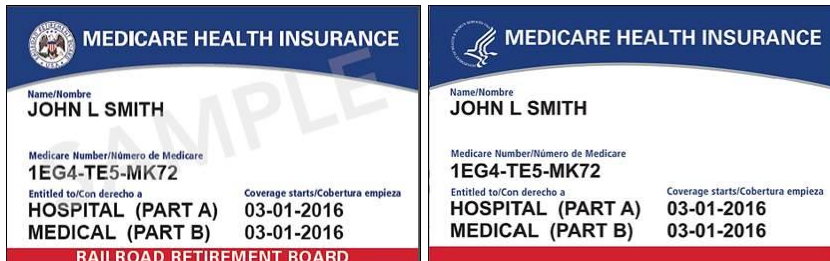 MEDICARE HEALTH INSURANCE
Name/Nombre
JOHN L SMITH
SAMPLE
Medicare Number/Número de Medicare
1EG4-TE5-MK72
Entitled to/Con derecho a Coverage starts/Cobertura empieza
HOSPITAL (PART A) 03-01-2016
MEDICAL (PART B) 03-01-2016
RAILROAD RETIREMENT BOARD
MEDICARE HEALTH INSURANCE
Name/Nombre
JOHN L SMITH
Medicare Number/Número de Medicare
1EG4-TE5-MK72
Entitled to/Con derecho a Coverage starts/Cobertura empieza
HOSPITAL (PART A) 03-01-2016
MEDICAL (PART B) 03-01-2016